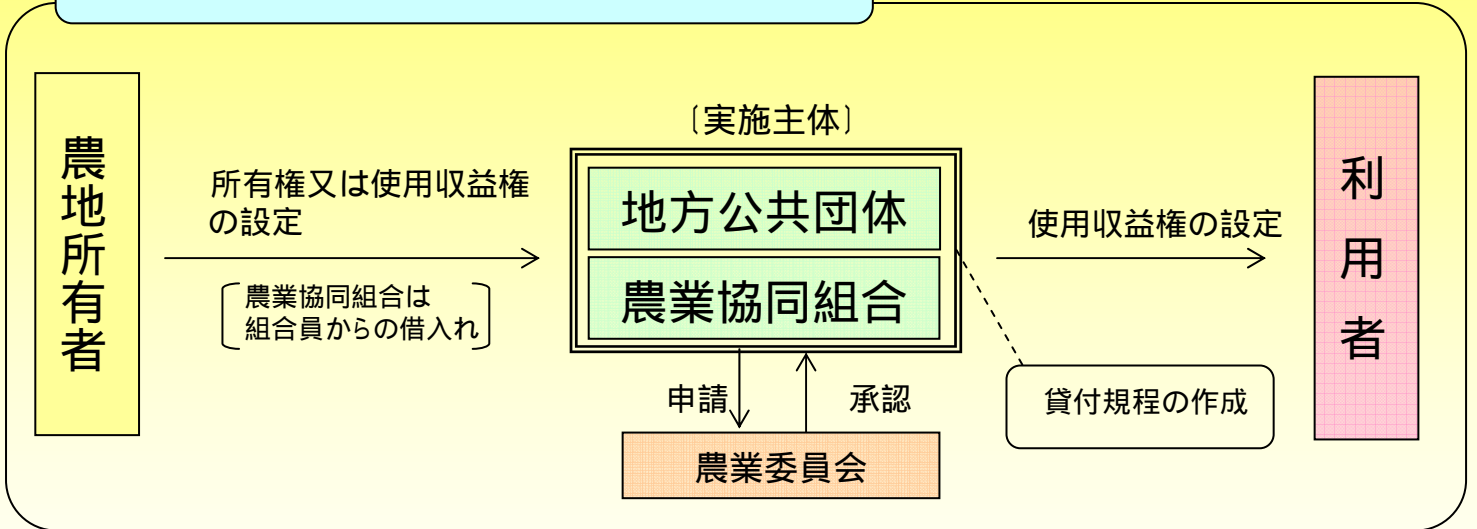 農地所有者
所有権又は使用収益権
の設定
農業協同組合は
組合員からの借入れ
〔実施主体〕
地方公共団体
農業協同組合
申請
承認
農業委員会
使用収益権の設定
貸付規程の作成
利用者